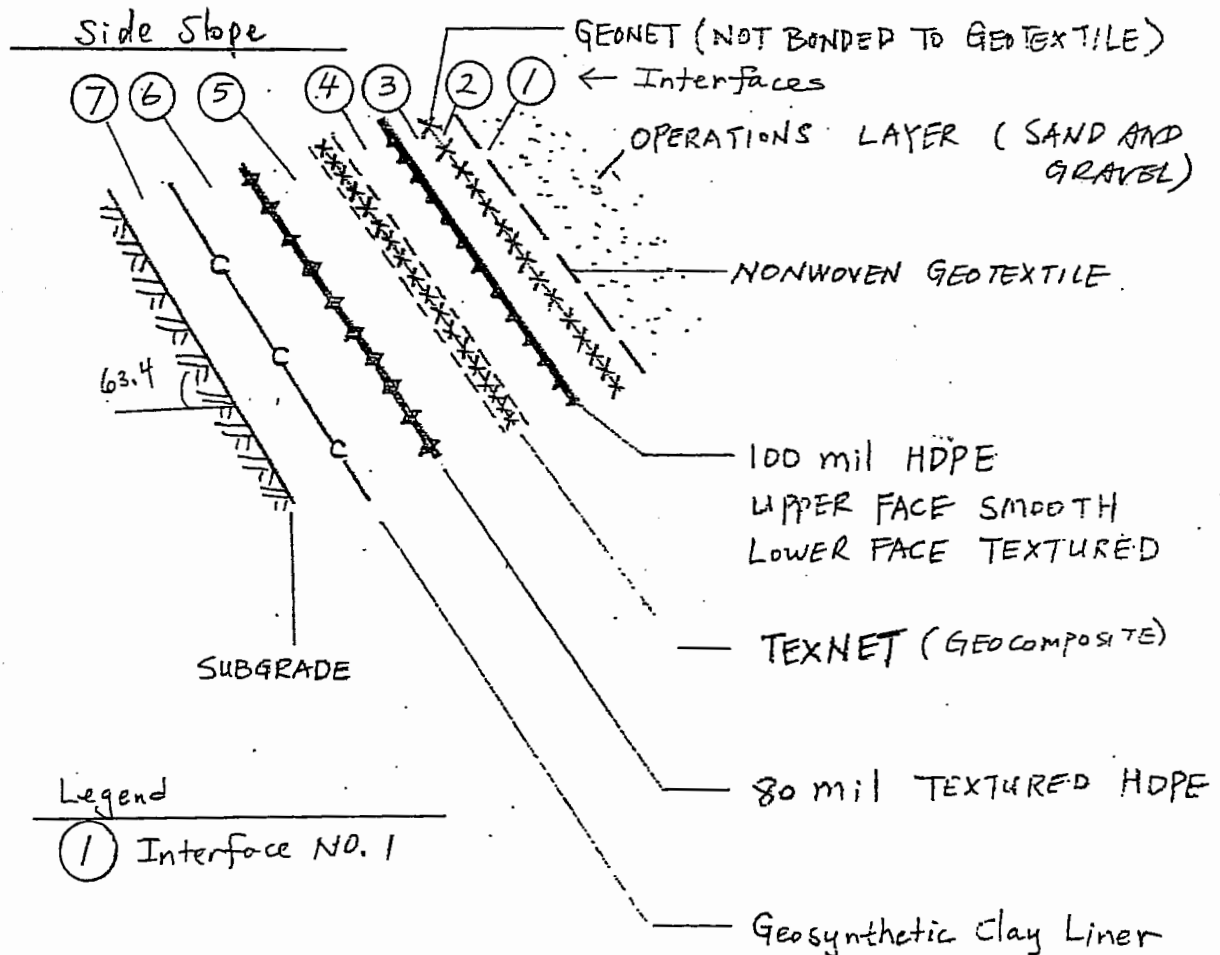 Side Slope
GEONET (NOT BONDED TO GEOTEXTILE)
7 6 5 4 3 2 1 ← Interfaces
OPERATIONS LAYER (SAND AND
GRAVEL)
NONWOVEN GEOTEXTILE
63.4
100 mil HDPE
UPPER FACE SMOOTH
LOWER FACE TEXTURED
TEXNET (GEOCOMPOSITE)
SUBGRADE
80 mil TEXTURED HDPE
Legend
1 Interface NO. 1
Geosynthetic Clay Liner